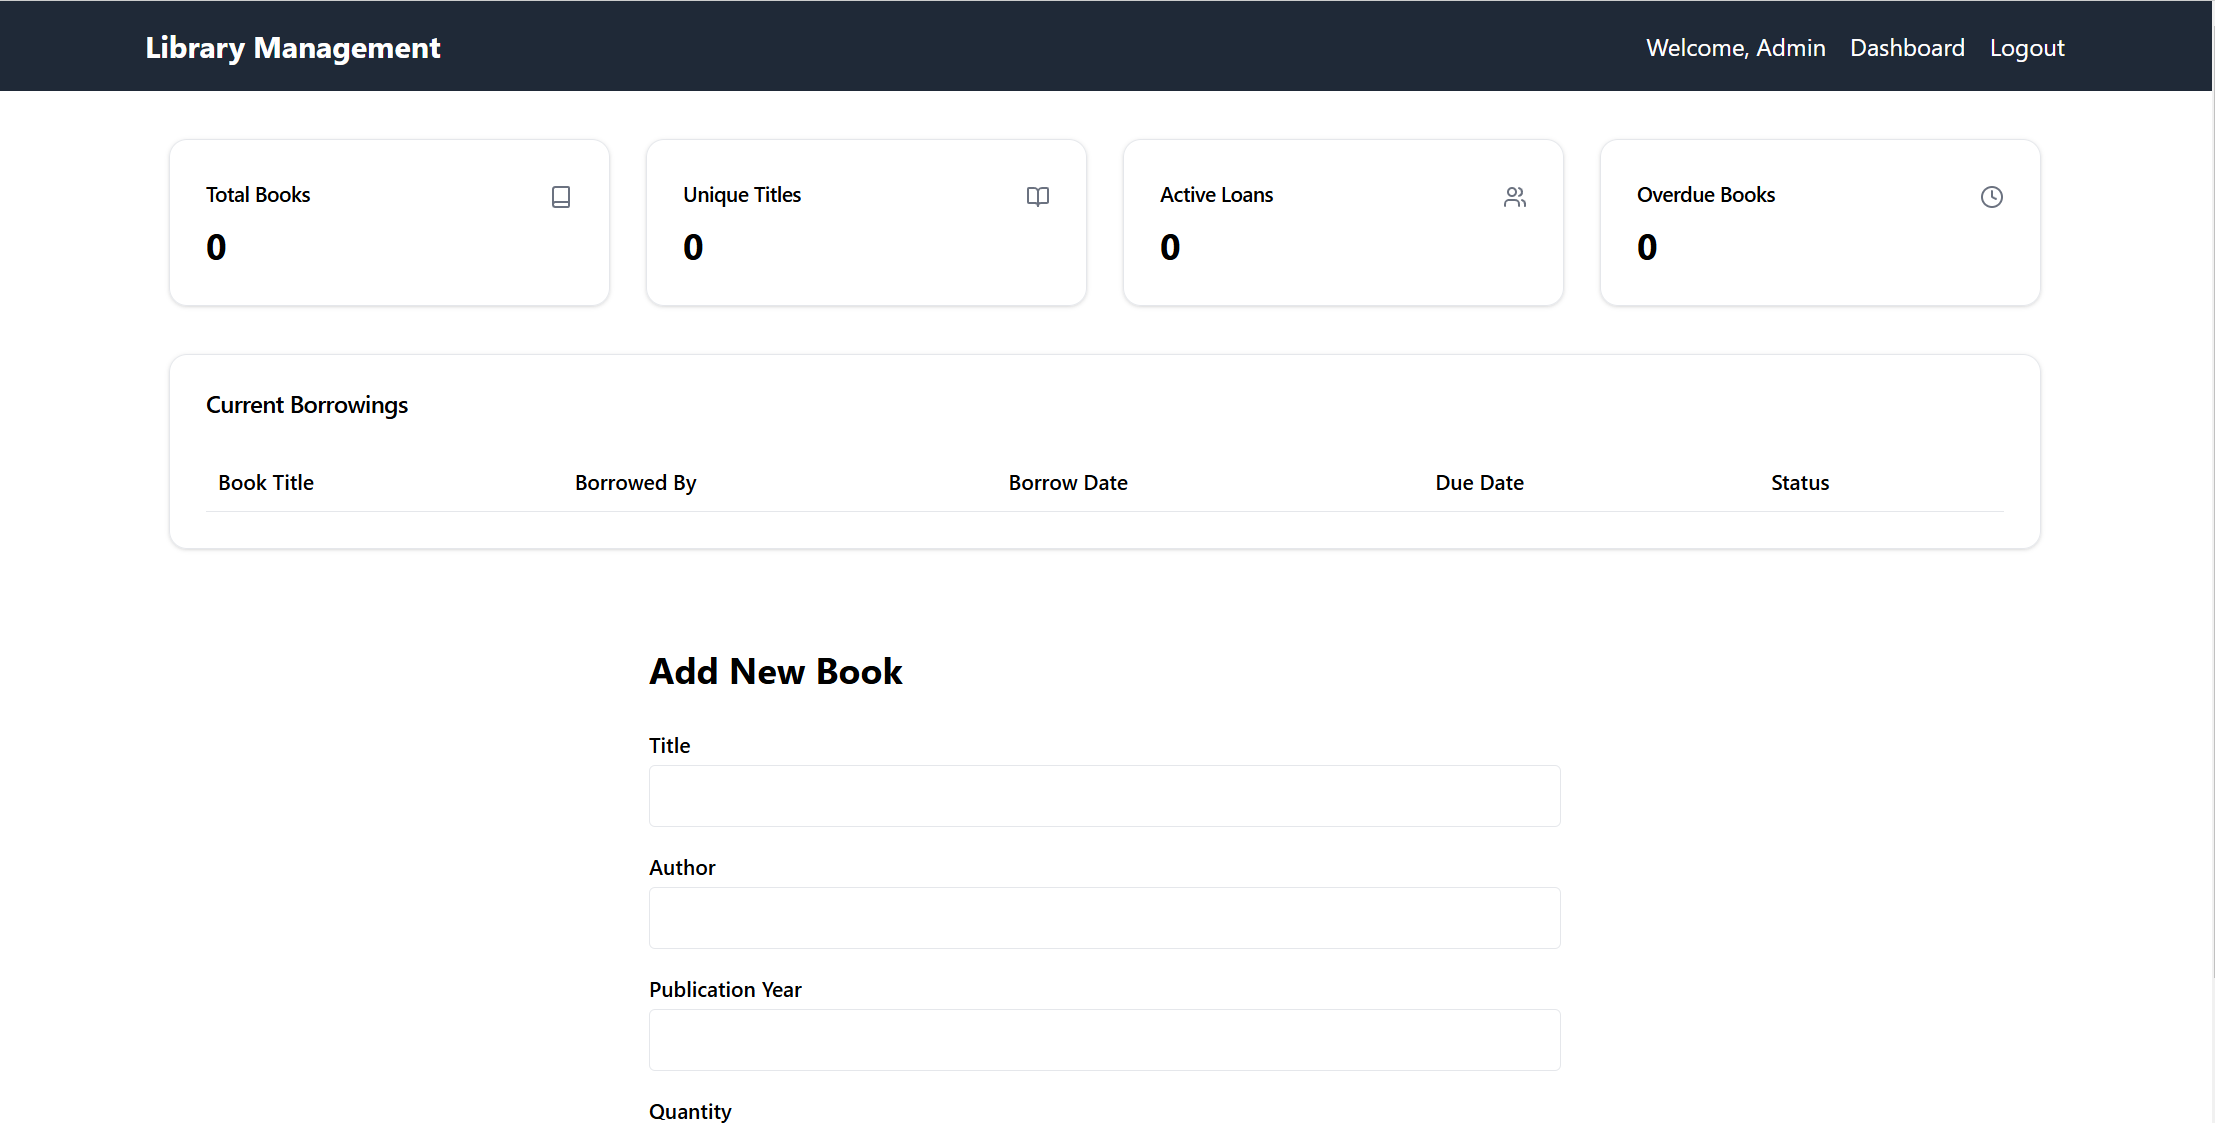 Library Management
Welcome, Admin Dashboard Logout
Total Books Unique Titles Active Loans Overdue Books
0 0 0 0
Current Borrowings
Book Title Borrowed By Borrow Date Due Date Status
Add New Book
Title
Author
Publication Year
Quantity